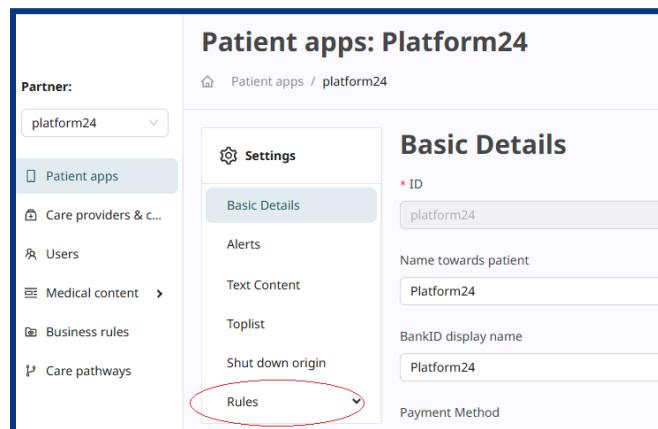 Patient apps: Platform24
Patient apps / platform24
Partner:
platform24
Patient apps
Care providers & c...
Users
Medical content
Business rules
Care pathways
Settings
Basic Details
Alerts
Text Content
Toplist
Shut down origin
Rules
Basic Details
* ID
platform24
Name towards patient
Platform24
BankID display name
Platform24
Payment Method